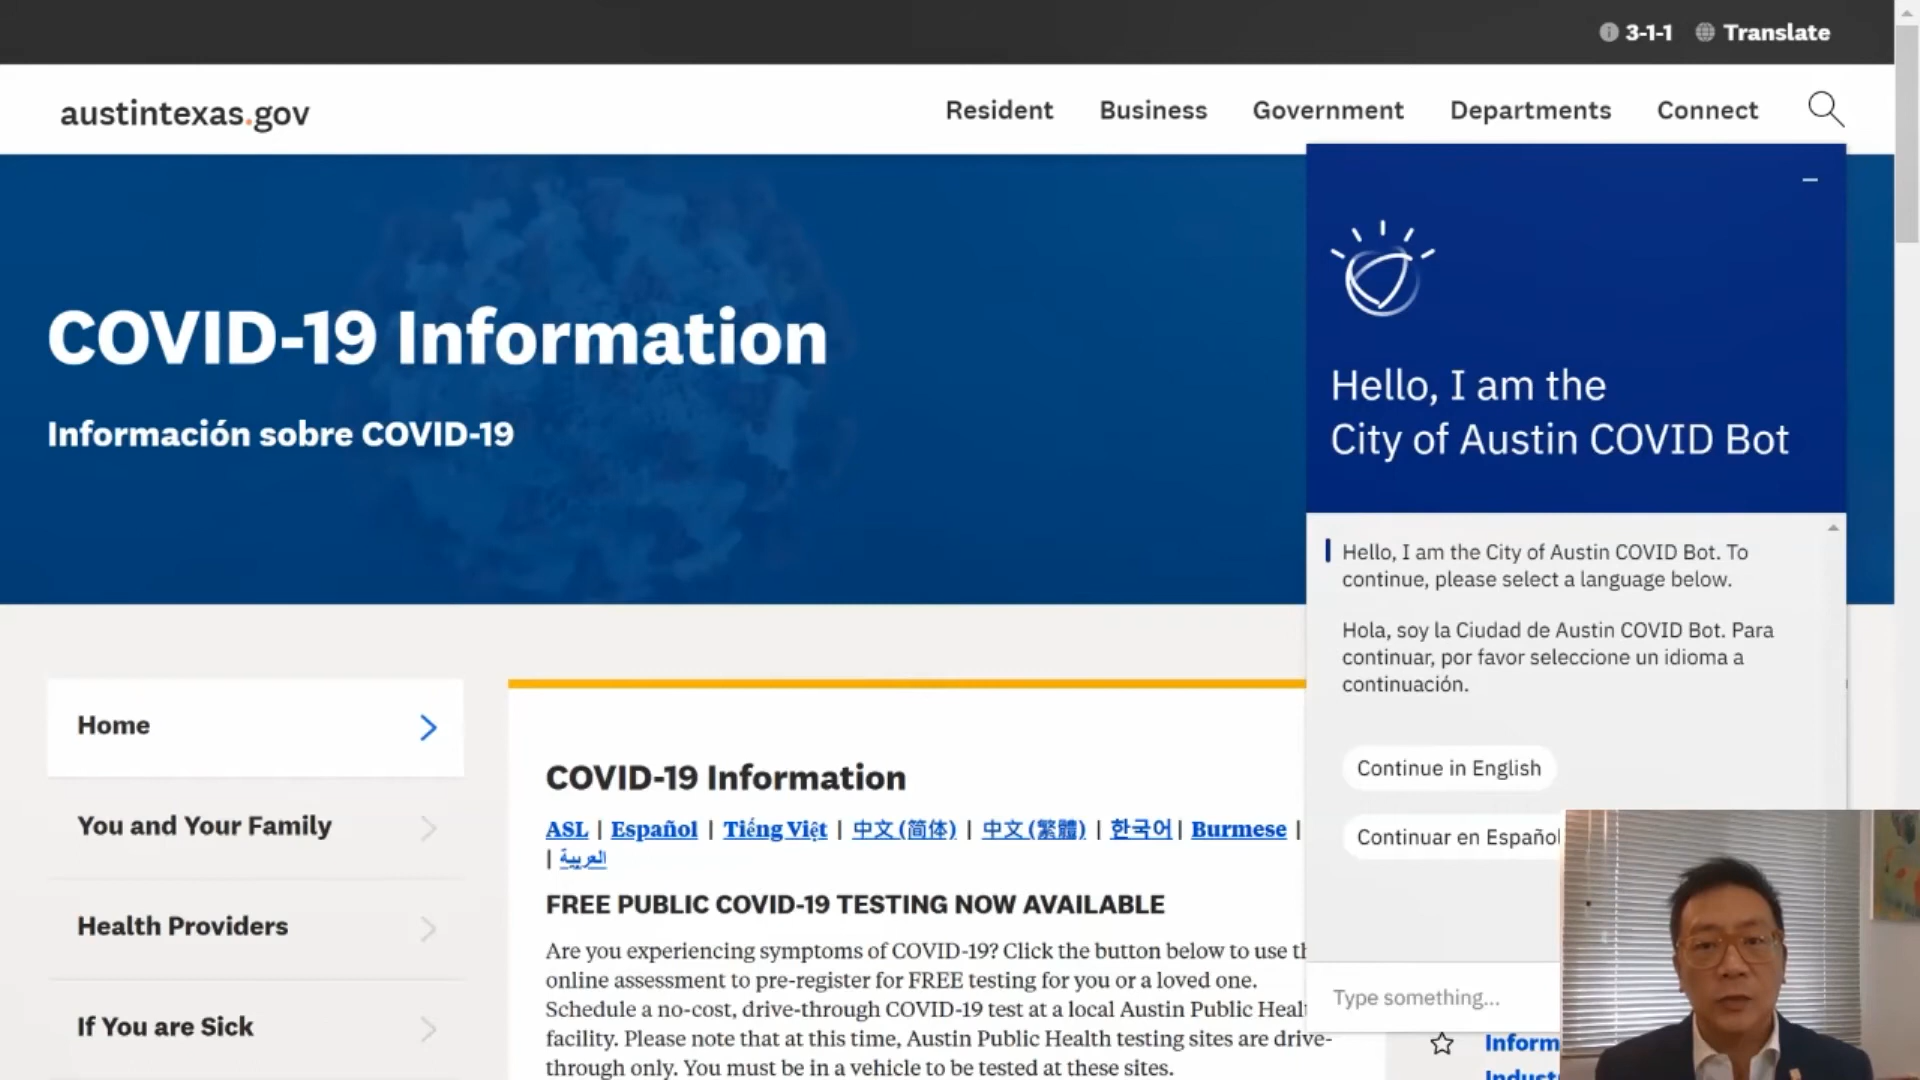 3-1-1 Translate
austintexas.gov
Resident Business Government Departments Connect
COVID-19 Information
Información sobre COVID-19
Hello, I am the
City of Austin COVID Bot
Hello, I am the City of Austin COVID Bot. To
continue, please select a language below.
Hola, soy la Ciudad de Austin COVID Bot. Para
continuar, por favor seleccione un idioma a
continuación.
Continue in English
Continuar en Español
Type something...
Home
You and Your Family
Health Providers
If You are Sick
COVID-19 Information
ASL | Español | Tiếng Việt | 中文 (简体) | 中文 (繁體) | 한국어 | Burmese |
| العربية
FREE PUBLIC COVID-19 TESTING NOW AVAILABLE
Are you experiencing symptoms of COVID-19? Click the button below to use
online assessment to pre-register for FREE testing for you or a loved one.
Schedule a no-cost, drive-through COVID-19 test at a local Austin Public
facility. Please note that at this time, Austin Public Health testing sites are drive-
through only. You must be in a vehicle to be tested at these sites.